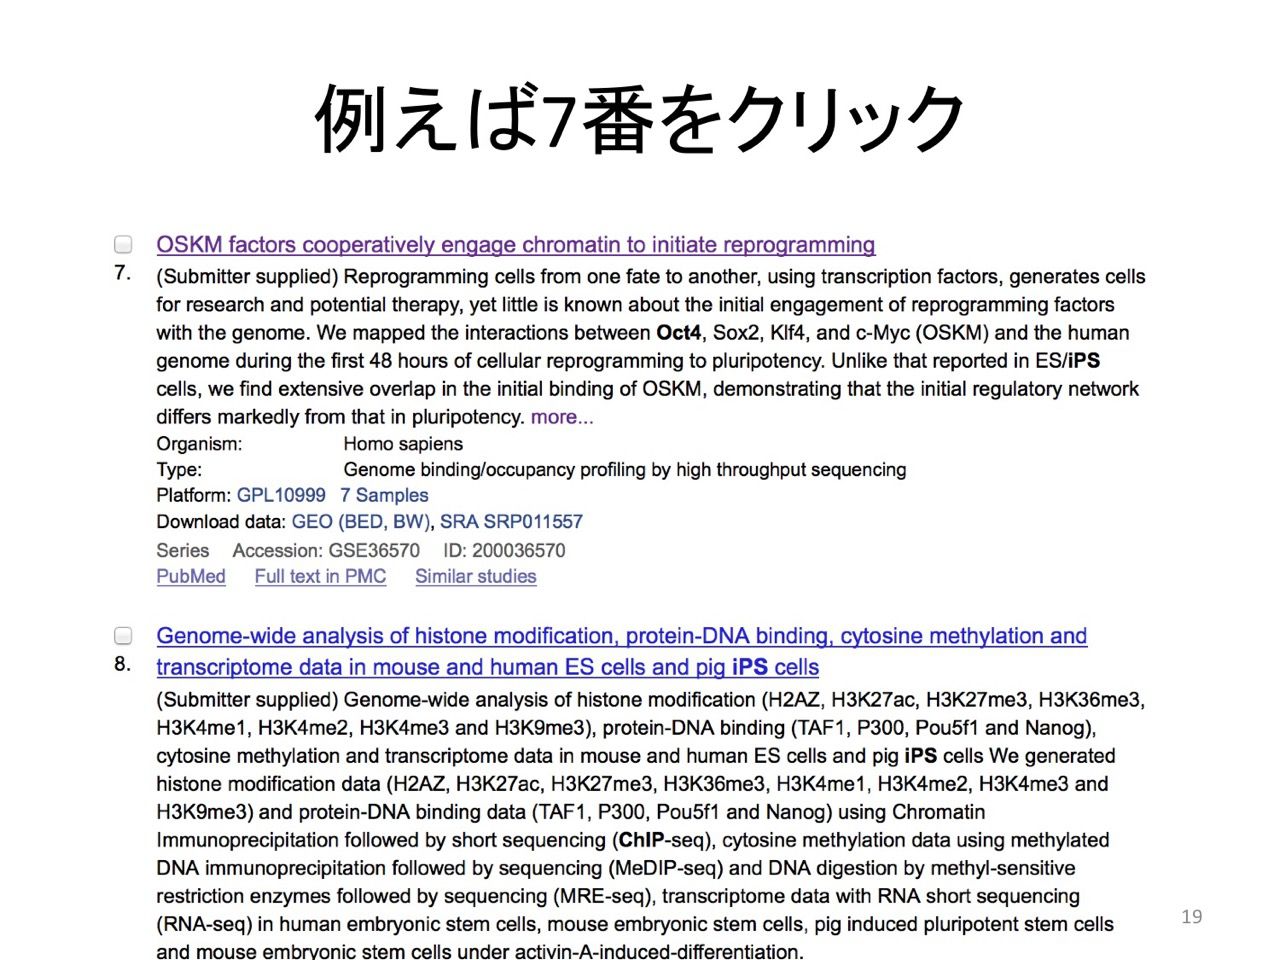 例えば7番をクリック
OSKM factors cooperatively engage chromatin to initiate reprogramming
7.
(Submitter supplied) Reprogramming cells from one fate to another, using transcription factors, generates cells
for research and potential therapy, yet little is known about the initial engagement of reprogramming factors
with the genome. We mapped the interactions between Oct4, Sox2, Klf4, and c-Myc (OSKM) and the human
genome during the first 48 hours of cellular reprogramming to pluripotency. Unlike that reported in ES/iPS
cells, we find extensive overlap in the initial binding of OSKM, demonstrating that the initial regulatory network
differs markedly from that in pluripotency. more...
Organism: Homo sapiens
Type: Genome binding/occupancy profiling by high throughput sequencing
Platform: GPL10999 7 Samples
Download data: GEO (BED, BW), SRA SRP011557
Series Accession: GSE36570 ID: 200036570
PubMed Full text in PMC Similar studies
Genome-wide analysis of histone modification, protein-DNA binding, cytosine methylation and
8. transcriptome data in mouse and human ES cells and pig iPS cells
(Submitter supplied) Genome-wide analysis of histone modification (H2AZ, H3K27ac, H3K27me3, H3K36me3,
H3K4me1, H3K4me2, H3K4me3 and H3K9me3), protein-DNA binding (TAF1, P300, Pou5f1 and Nanog),
cytosine methylation and transcriptome data in mouse and human ES cells and pig iPS cells We generated
histone modification data (H2AZ, H3K27ac, H3K27me3, H3K36me3, H3K4me1, H3K4me2, H3K4me3 and
H3K9me3) and protein-DNA binding data (TAF1, P300, Pou5f1 and Nanog) using Chromatin
Immunoprecipitation followed by short sequencing (ChIP-seq), cytosine methylation data using methylated
DNA immunoprecipitation followed by sequencing (MeDIP-seq) and DNA digestion by methyl-sensitive
restriction enzymes followed by sequencing (MRE-seq), transcriptome data with RNA short sequencing
(RNA-seq) in human embryonic stem cells, mouse embryonic stem cells, pig induced pluripotent stem cells
and mouse embryonic stem cells under activin-A-induced-differentiation.
19